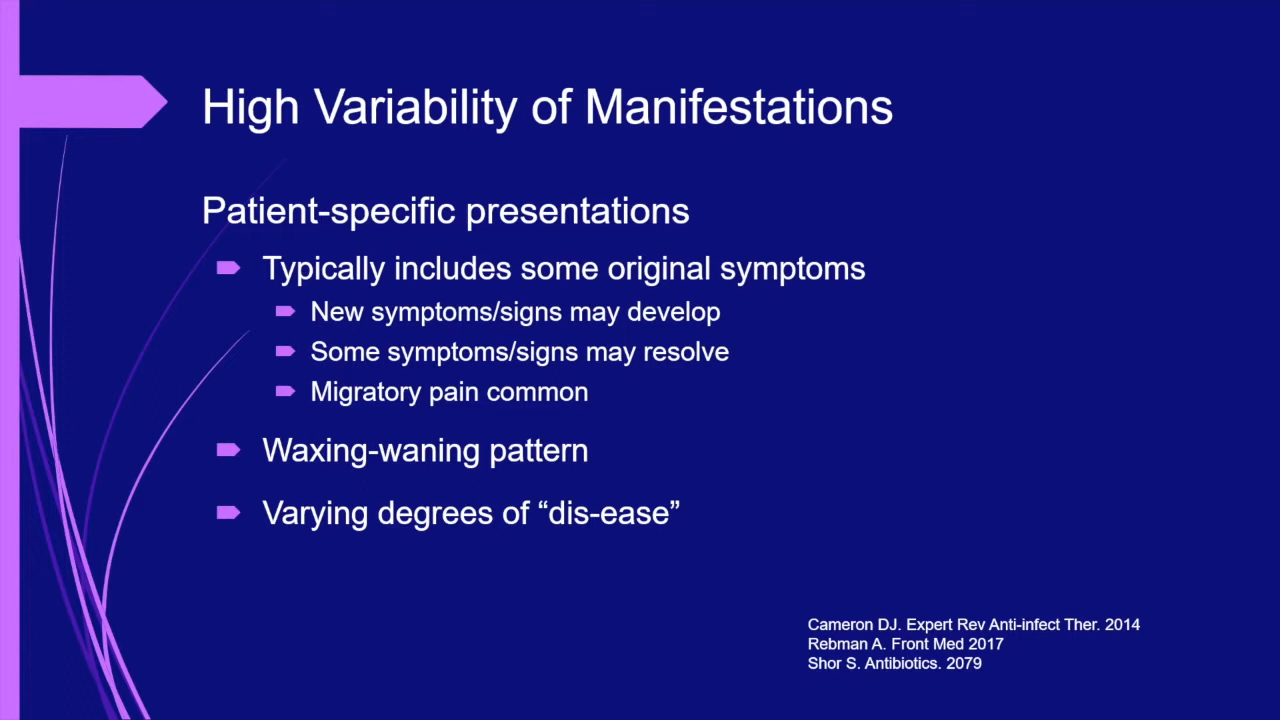 High Variability of Manifestations
Patient-specific presentations
Typically includes some original symptoms
New symptoms/signs may develop
Some symptoms/signs may resolve
Migratory pain common
Waxing-waning pattern
Varying degrees of “dis-ease”
Cameron DJ. Expert Rev Anti-infect Ther. 2014
Rebman A. Front Med 2017
Shor S. Antibiotics. 2079